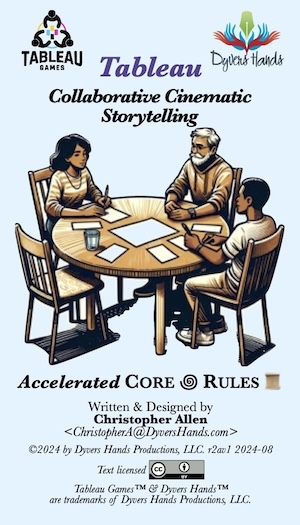 TABLEAU
GAMES
Dyvers Hands
Tableau
Collaborative Cinematic
Storytelling
Accelerated CORE RULES
Written & Designed by
Christopher Allen
<ChristopherA@DyversHands.com>
©2024 by Dyvers Hands Productions, LLC. r2av1 2024-08
Text licensed CC BY
Tableau Games™ & Dyvers Hands™
are trademarks of Dyvers Hands Productions, LLC.